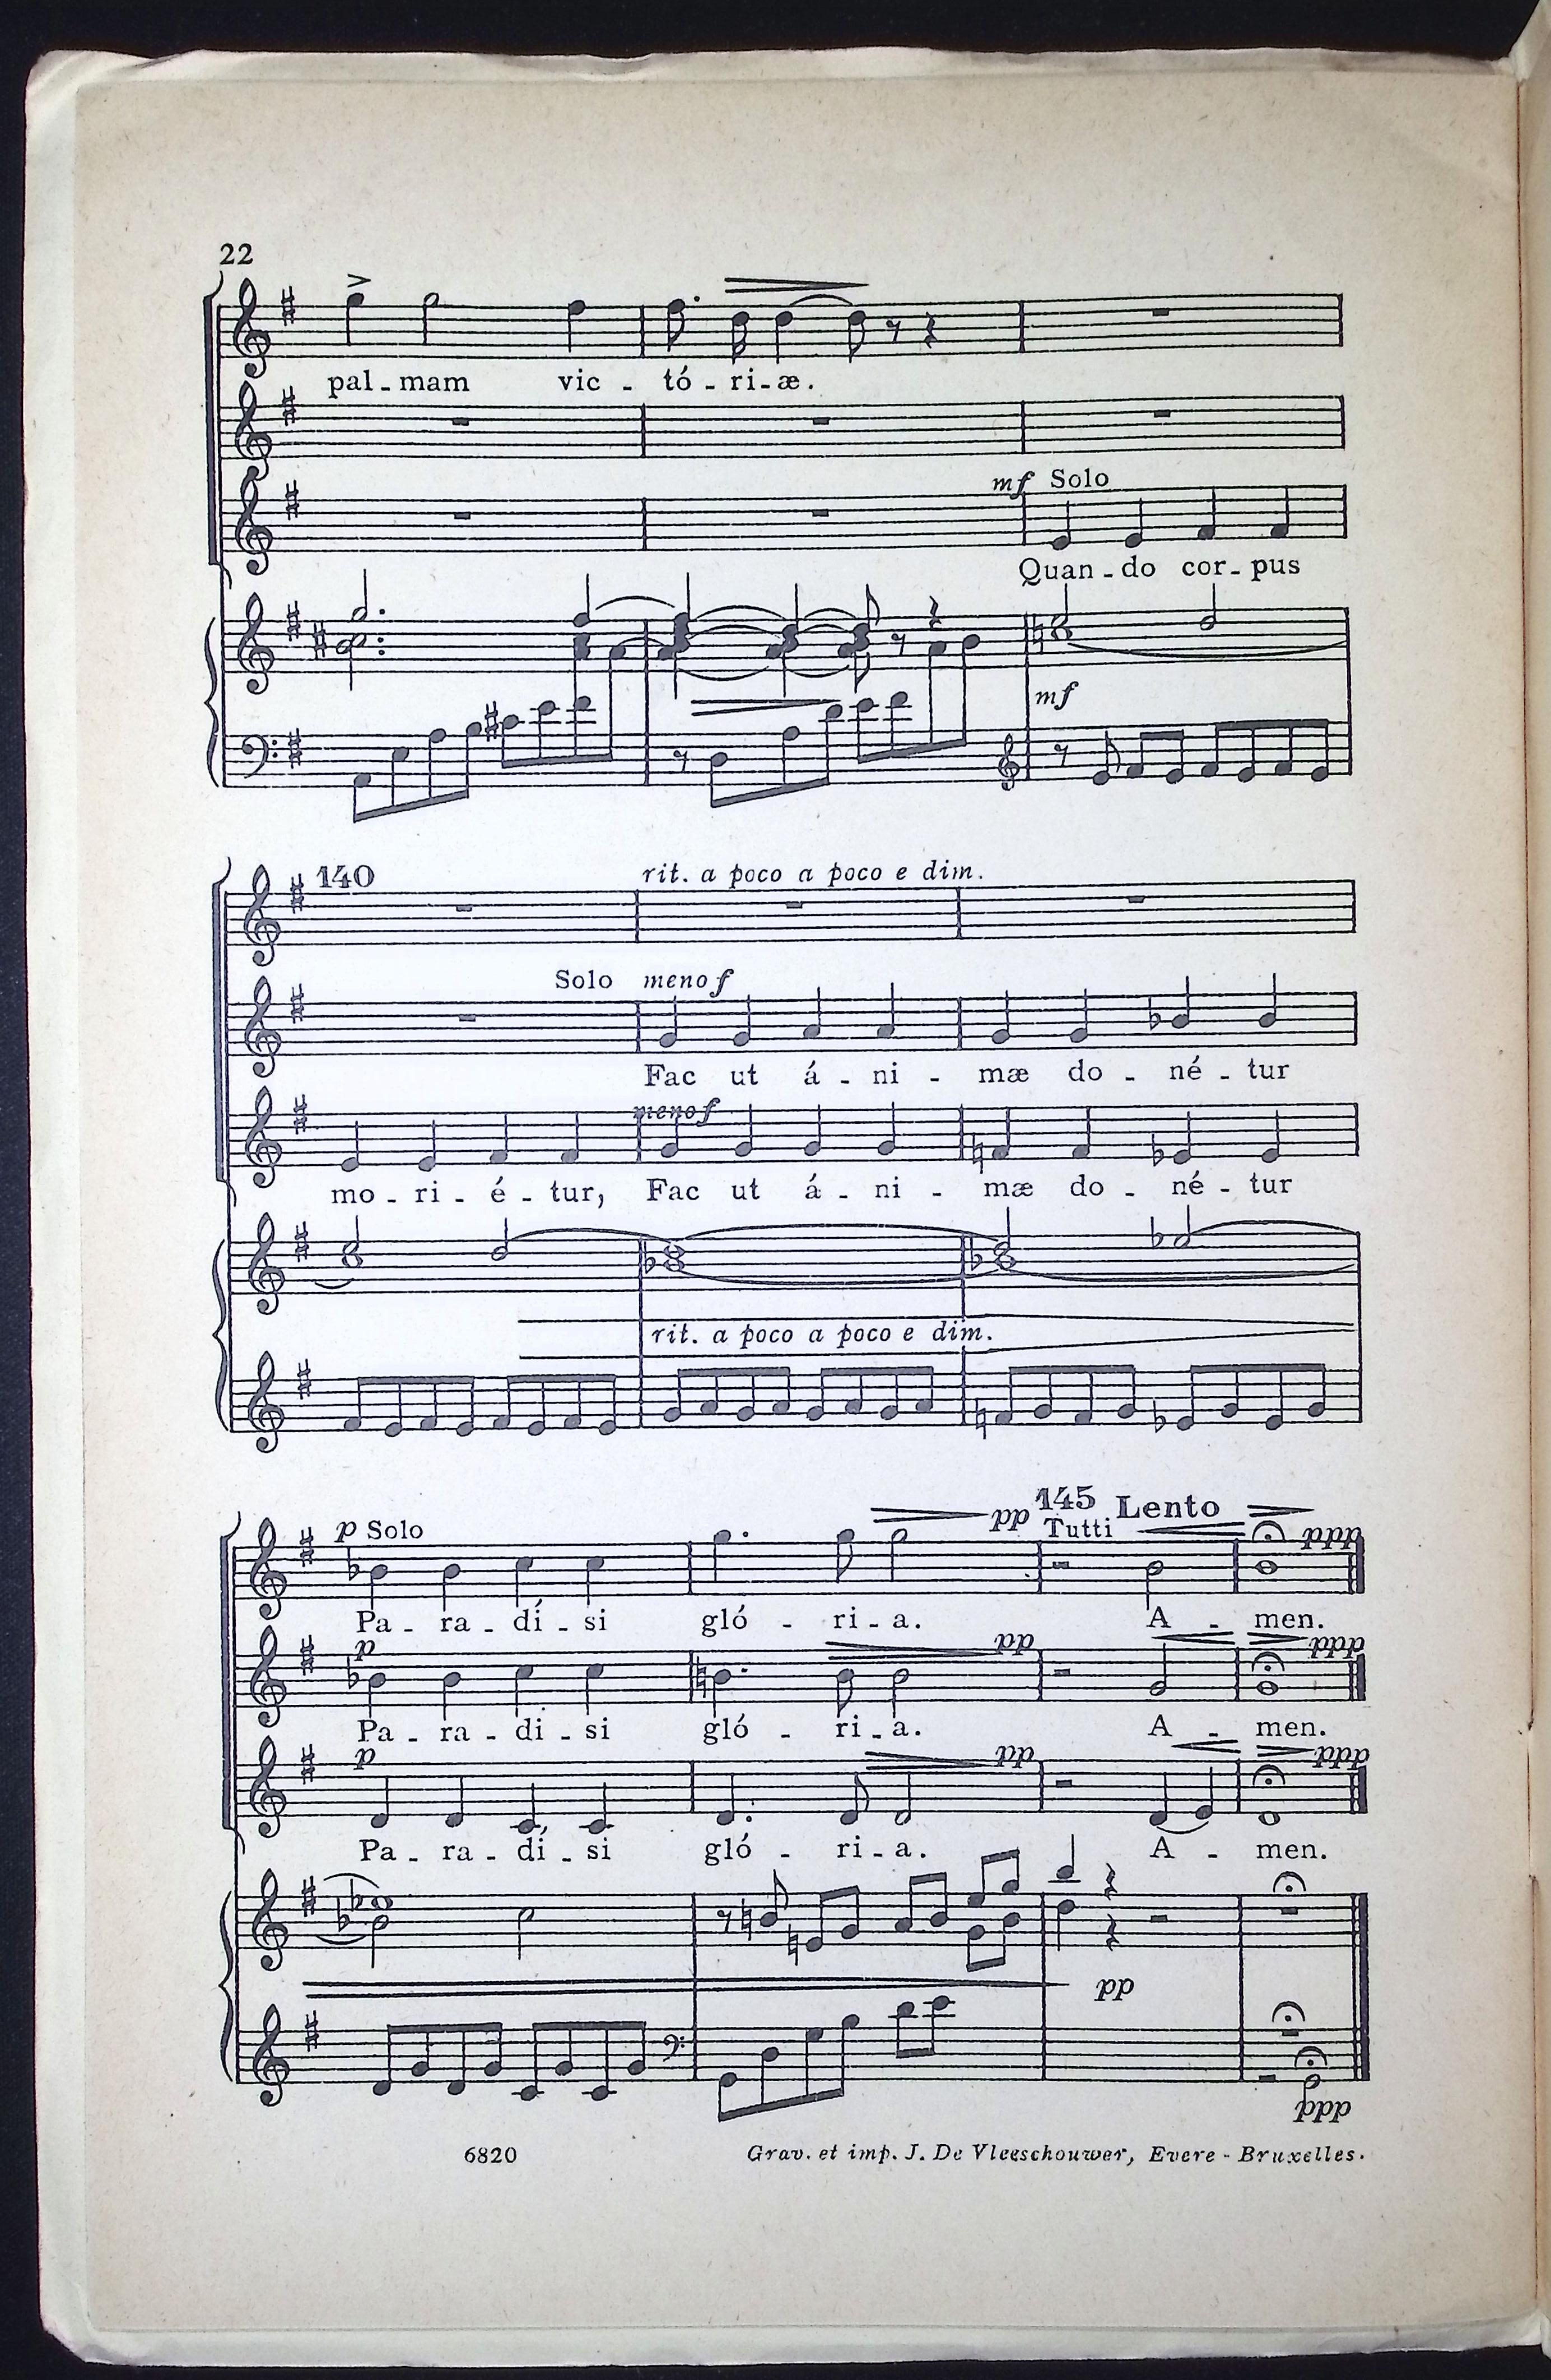 22
pal - mam vic - tó - ri - æ.
mf Solo
Quan - do cor - pus
mf
140 rit. a poco a poco e dim.
Solo meno f
Fac ut á - ni - mæ do - né - tur
meno f
mo - ri - é - tur, Fac ut á - ni - mæ do - né - tur
rit. a poco a poco e dim.
p Solo pp 145 Tutti Lento ppp
Pa - ra - dí - si gló - ri - a. A - men.
p pp ppp
Pa - ra - di - si gló - ri - a. A - men.
p pp ppp
Pa - ra - dí - si gló - ri - a. A - men.
pp
ppp
6820 Grav. et imp. J. De Vleeschouwer, Evere - Bruxelles.